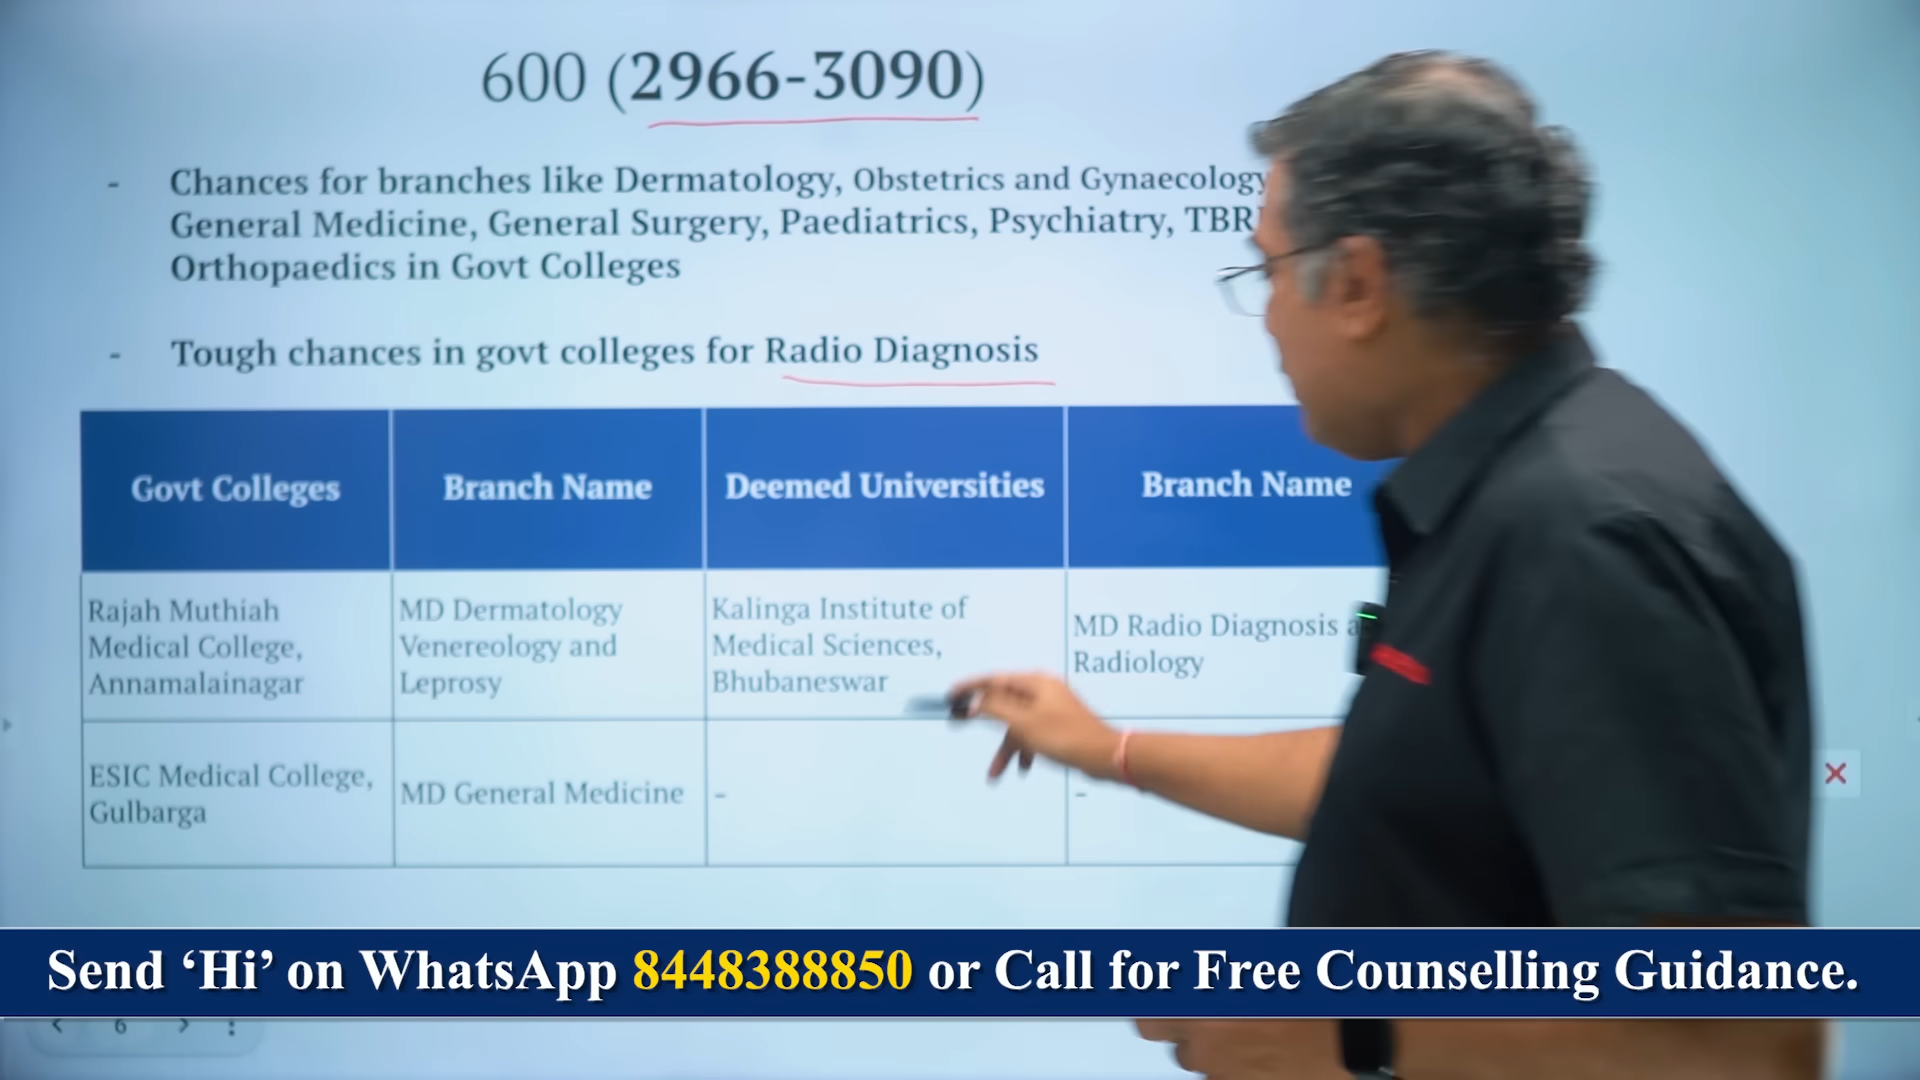 600 (2966-3090)
- Chances for branches like Dermatology, Obstetrics and Gynaecology
General Medicine, General Surgery, Paediatrics, Psychiatry,
Orthopaedics in Govt Colleges
- Tough chances in govt colleges for Radio Diagnosis
Govt Colleges Branch Name Deemed Universities Branch Name
Rajah Muthiah
Medical College,
Annamalainagar
MD Dermatology
Venereology and
Leprosy
Kalinga Institute of
Medical Sciences,
Bhubaneswar
MD Radio Diagnosis
Radiology
ESIC Medical College,
Gulbarga
MD General Medicine
-
-
Send ‘Hi’ on WhatsApp 8448388850 or Call for Free Counselling Guidance.
6